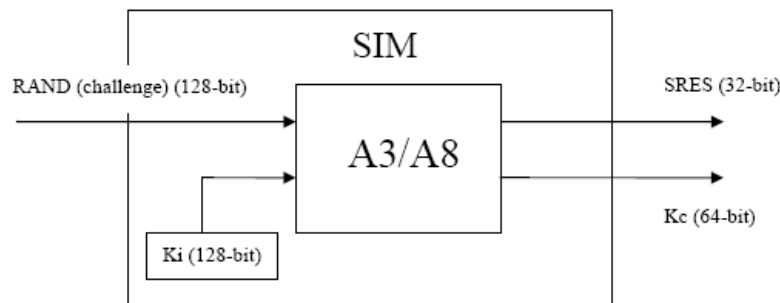 SIM
RAND (challenge) (128-bit)
SRES (32-bit)
A3/A8
Kc (64-bit)
Ki (128-bit)